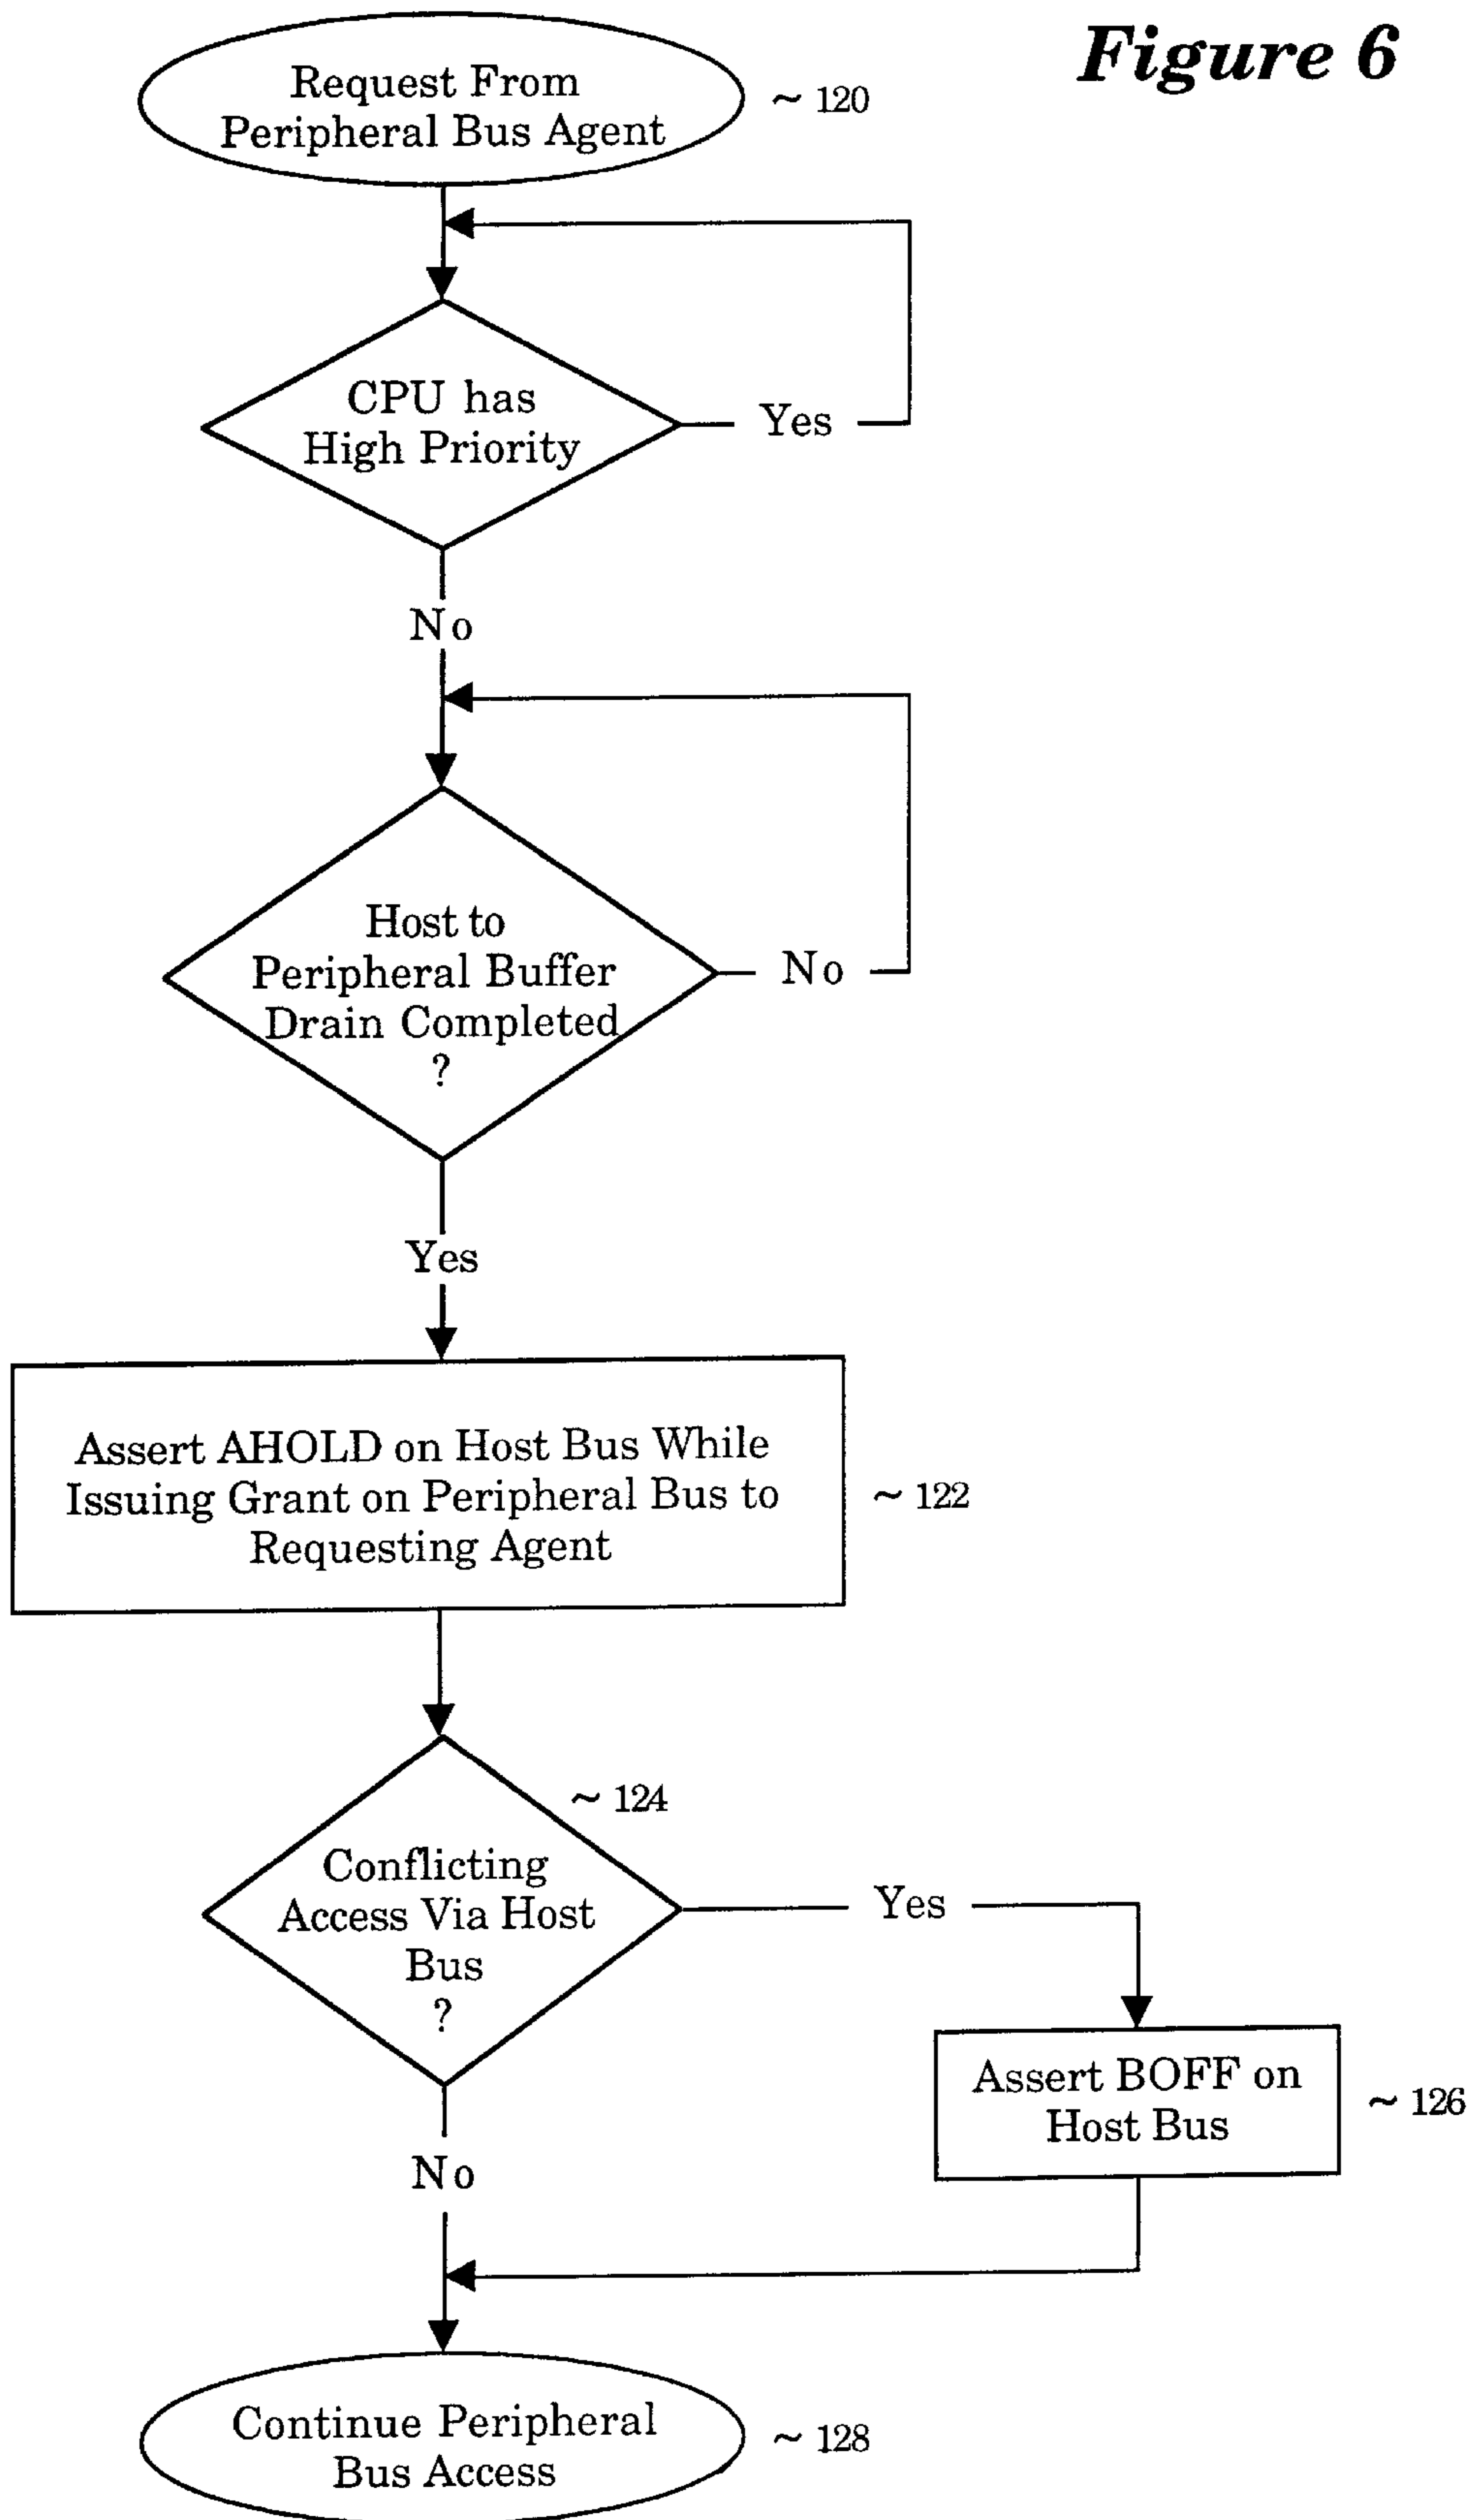 Figure 6
Request From
Peripheral Bus Agent
~ 120
CPU has
High Priority
Yes
No
Host to
Peripheral Buffer
Drain Completed
?
No
Yes
Assert AHOLD on Host Bus While
Issuing Grant on Peripheral Bus to
Requesting Agent
~ 122
~ 124
Conflicting
Access Via Host
Bus
?
Yes
Assert BOFF on
Host Bus
~ 126
No
Continue Peripheral
Bus Access
~ 128